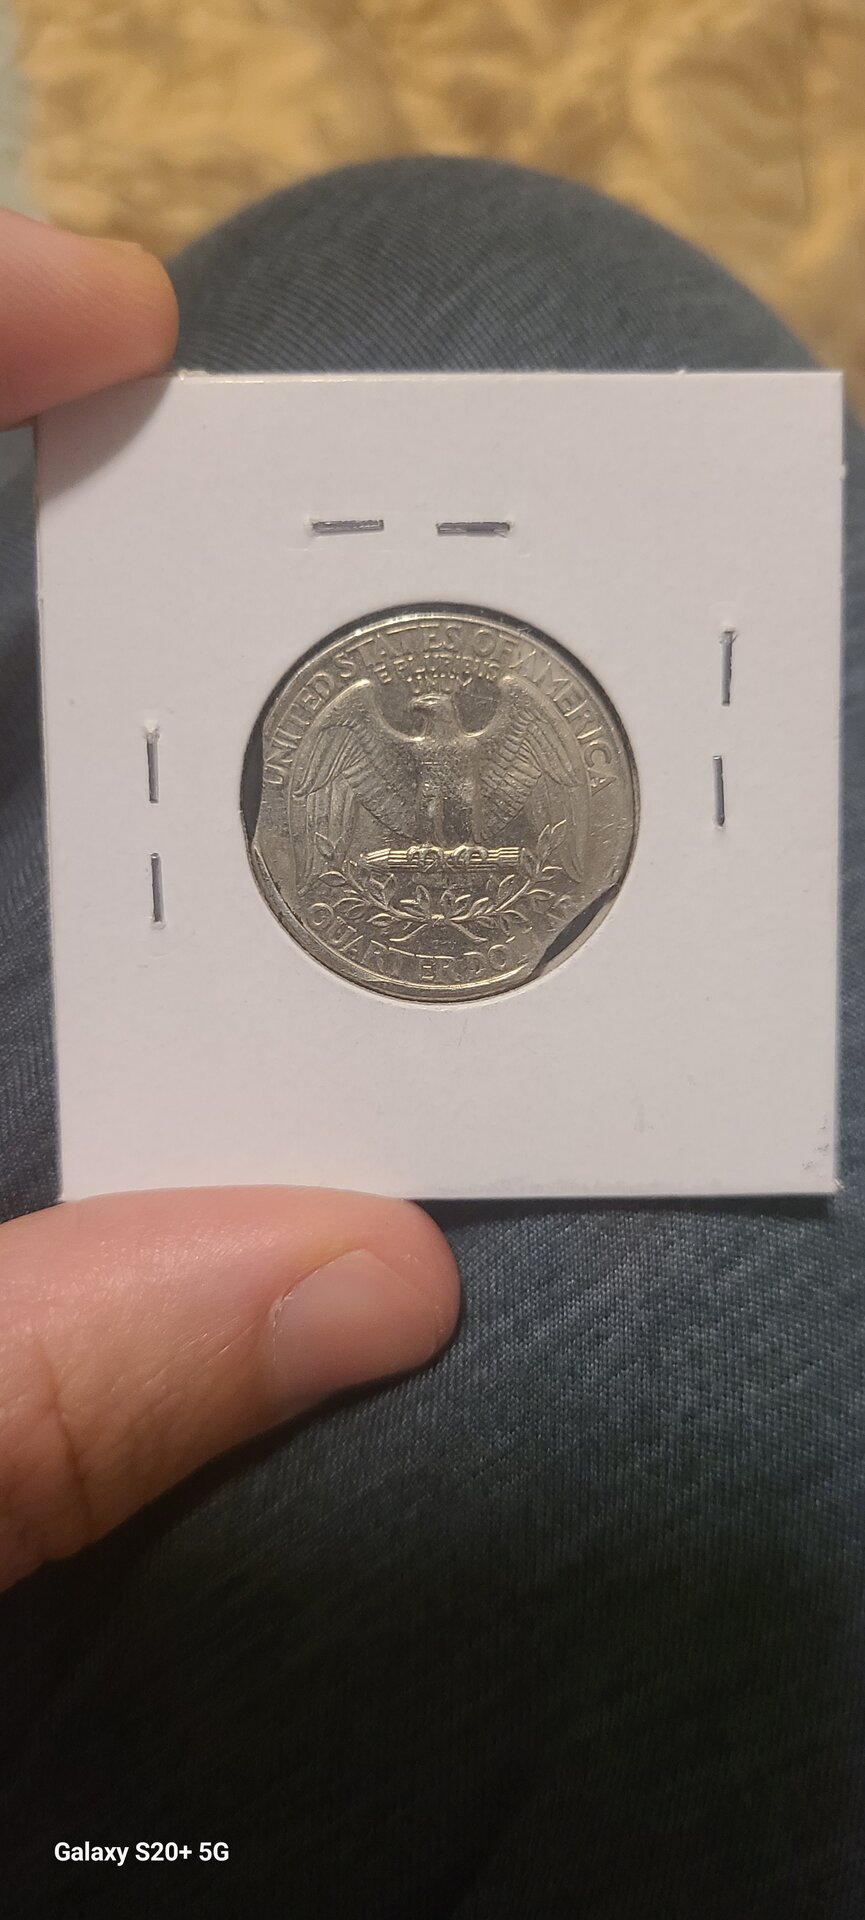 UNITED STATES OF AMERICA
E PLURIBUS
UNUM
QUARTER DOLLAR
Galaxy S20+ 5G